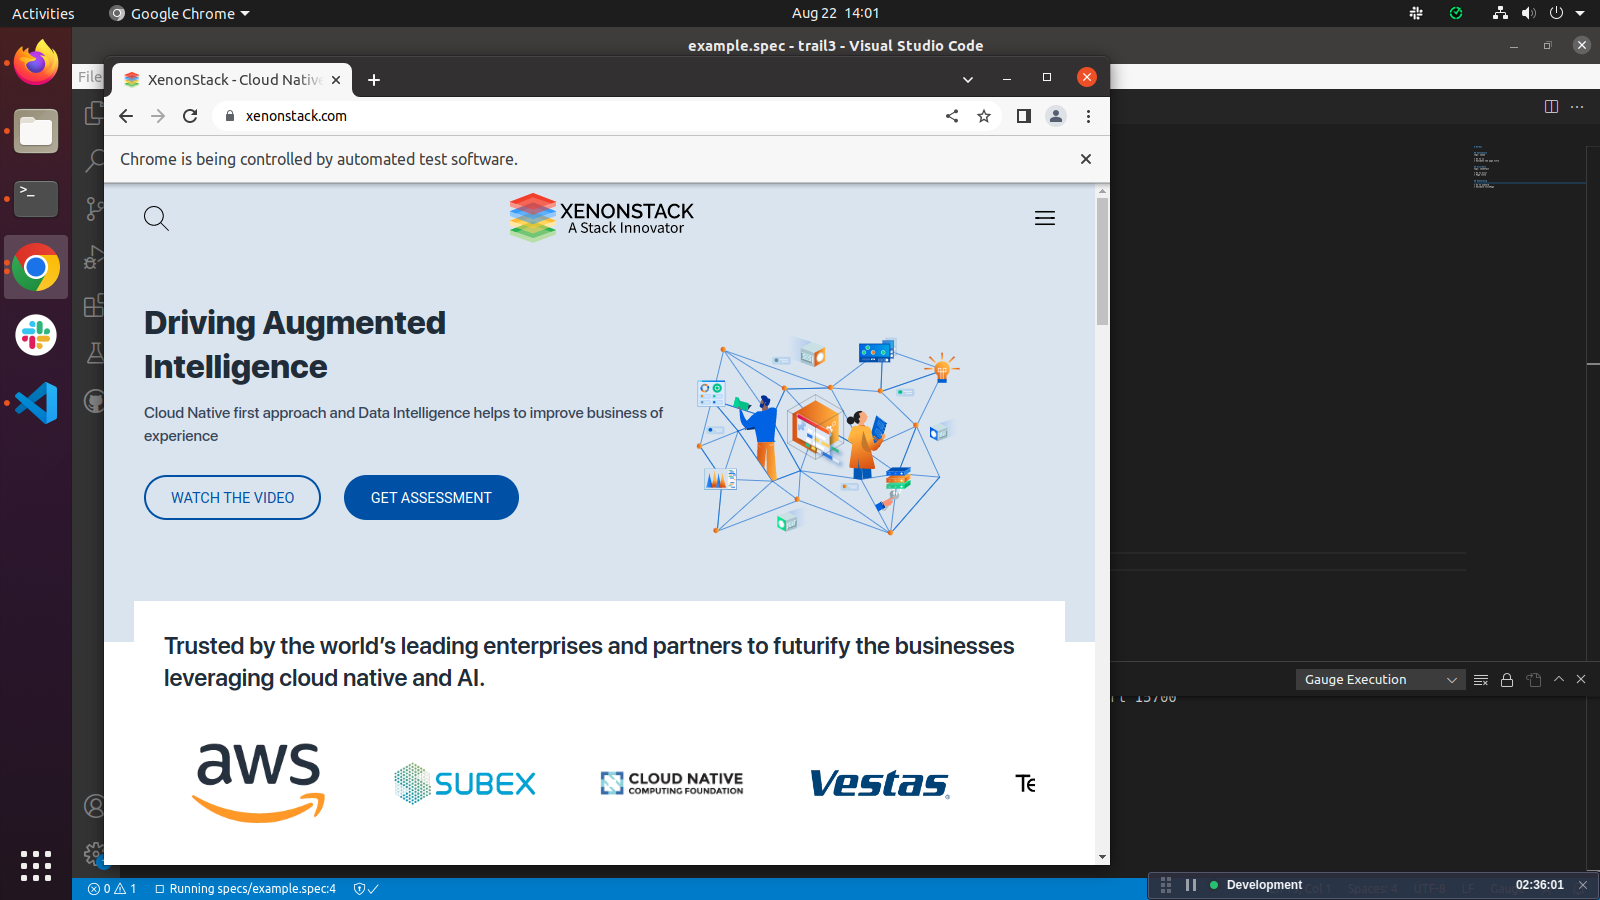 Activities
Google Chrome
Aug 22 14:01
example.spec - trail3 - Visual Studio Code
File
XenonStack - Cloud Native
xenonstack.com
Chrome is being controlled by automated test software.
XENONSTACK
A Stack Innovator
Driving Augmented
Intelligence
Cloud Native first approach and Data Intelligence helps to improve business of
experience
WATCH THE VIDEO
GET ASSESSMENT
Trusted by the world's leading enterprises and partners to futurify the businesses
leveraging cloud native and AI.
aws
SUBEX
CLOUD NATIVE
COMPUTING FOUNDATION
Vestas
Te
Gauge Execution
15700
0 1
Running specs/example.spec:4
Development
02:36:01